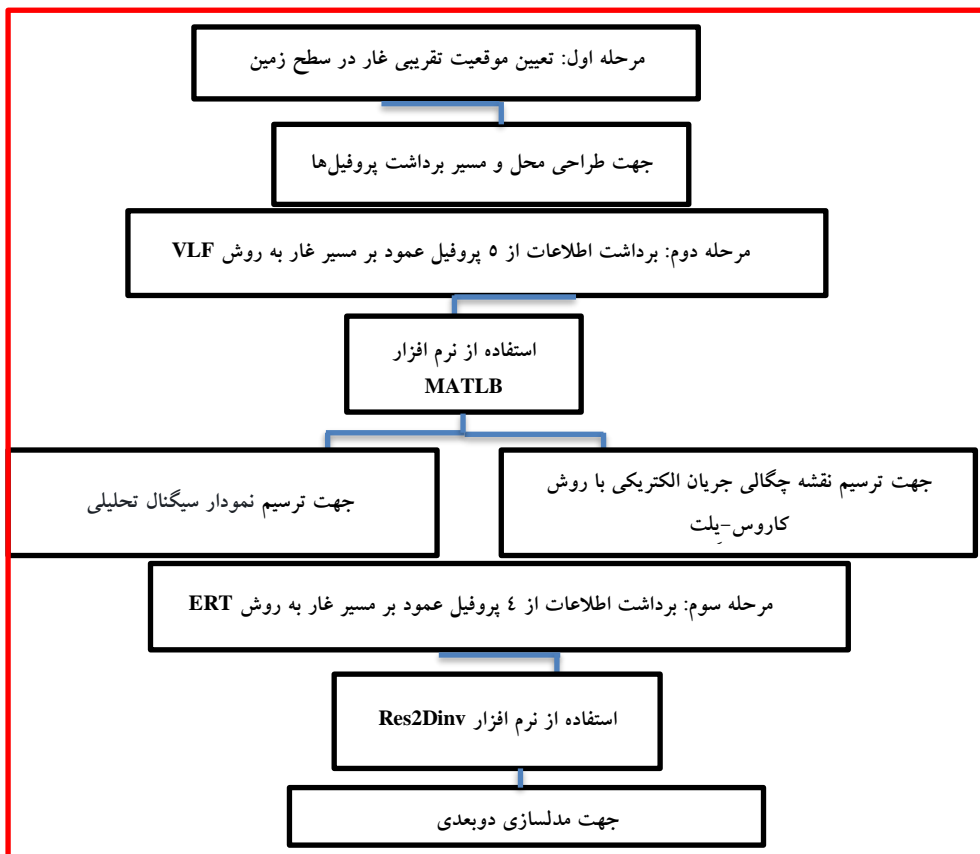 مرحله اول: تعیین موقعیت تقریبی غار در سطح زمین
جهت طراحی محل و مسیر برداشت پروفیل‌ها
مرحله دوم: برداشت اطلاعات از ٥ پروفیل عمود بر مسیر غار به روش VLF
استفاده از نرم افزار
MATLB
جهت ترسیم نقشه چگالی جریان الکتریکی با روش
کاروس-یلت
جهت ترسیم نمودار سیگنال تحلیلی
مرحله سوم: برداشت اطلاعات از ٤ پروفیل عمود بر مسیر غار به روش ERT
استفاده از نرم افزار Res2Dinv
جهت مدلسازی دوبعدی